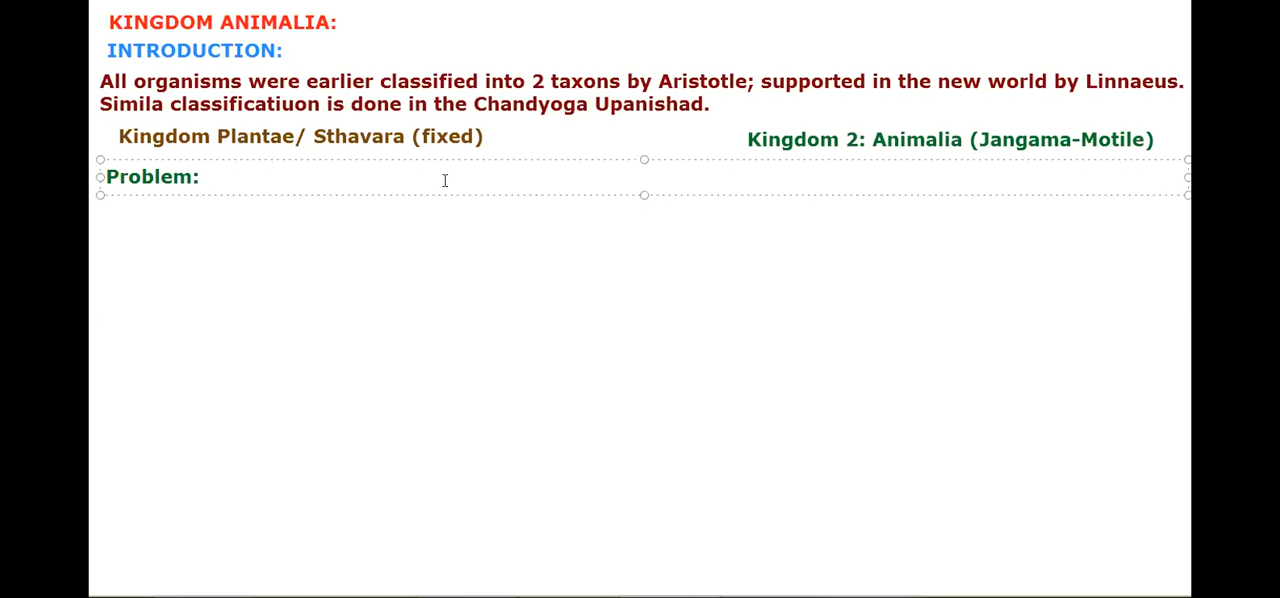 KINGDOM ANIMALIA:
INTRODUCTION:
All organisms were earlier classified into 2 taxons by Aristotle; supported in the new world by Linnaeus.
Simila classificatiuon is done in the Chandyoga Upanishad.
Kingdom Plantae/ Sthavara (fixed)
Kingdom 2: Animalia (Jangama-Motile)
Problem: